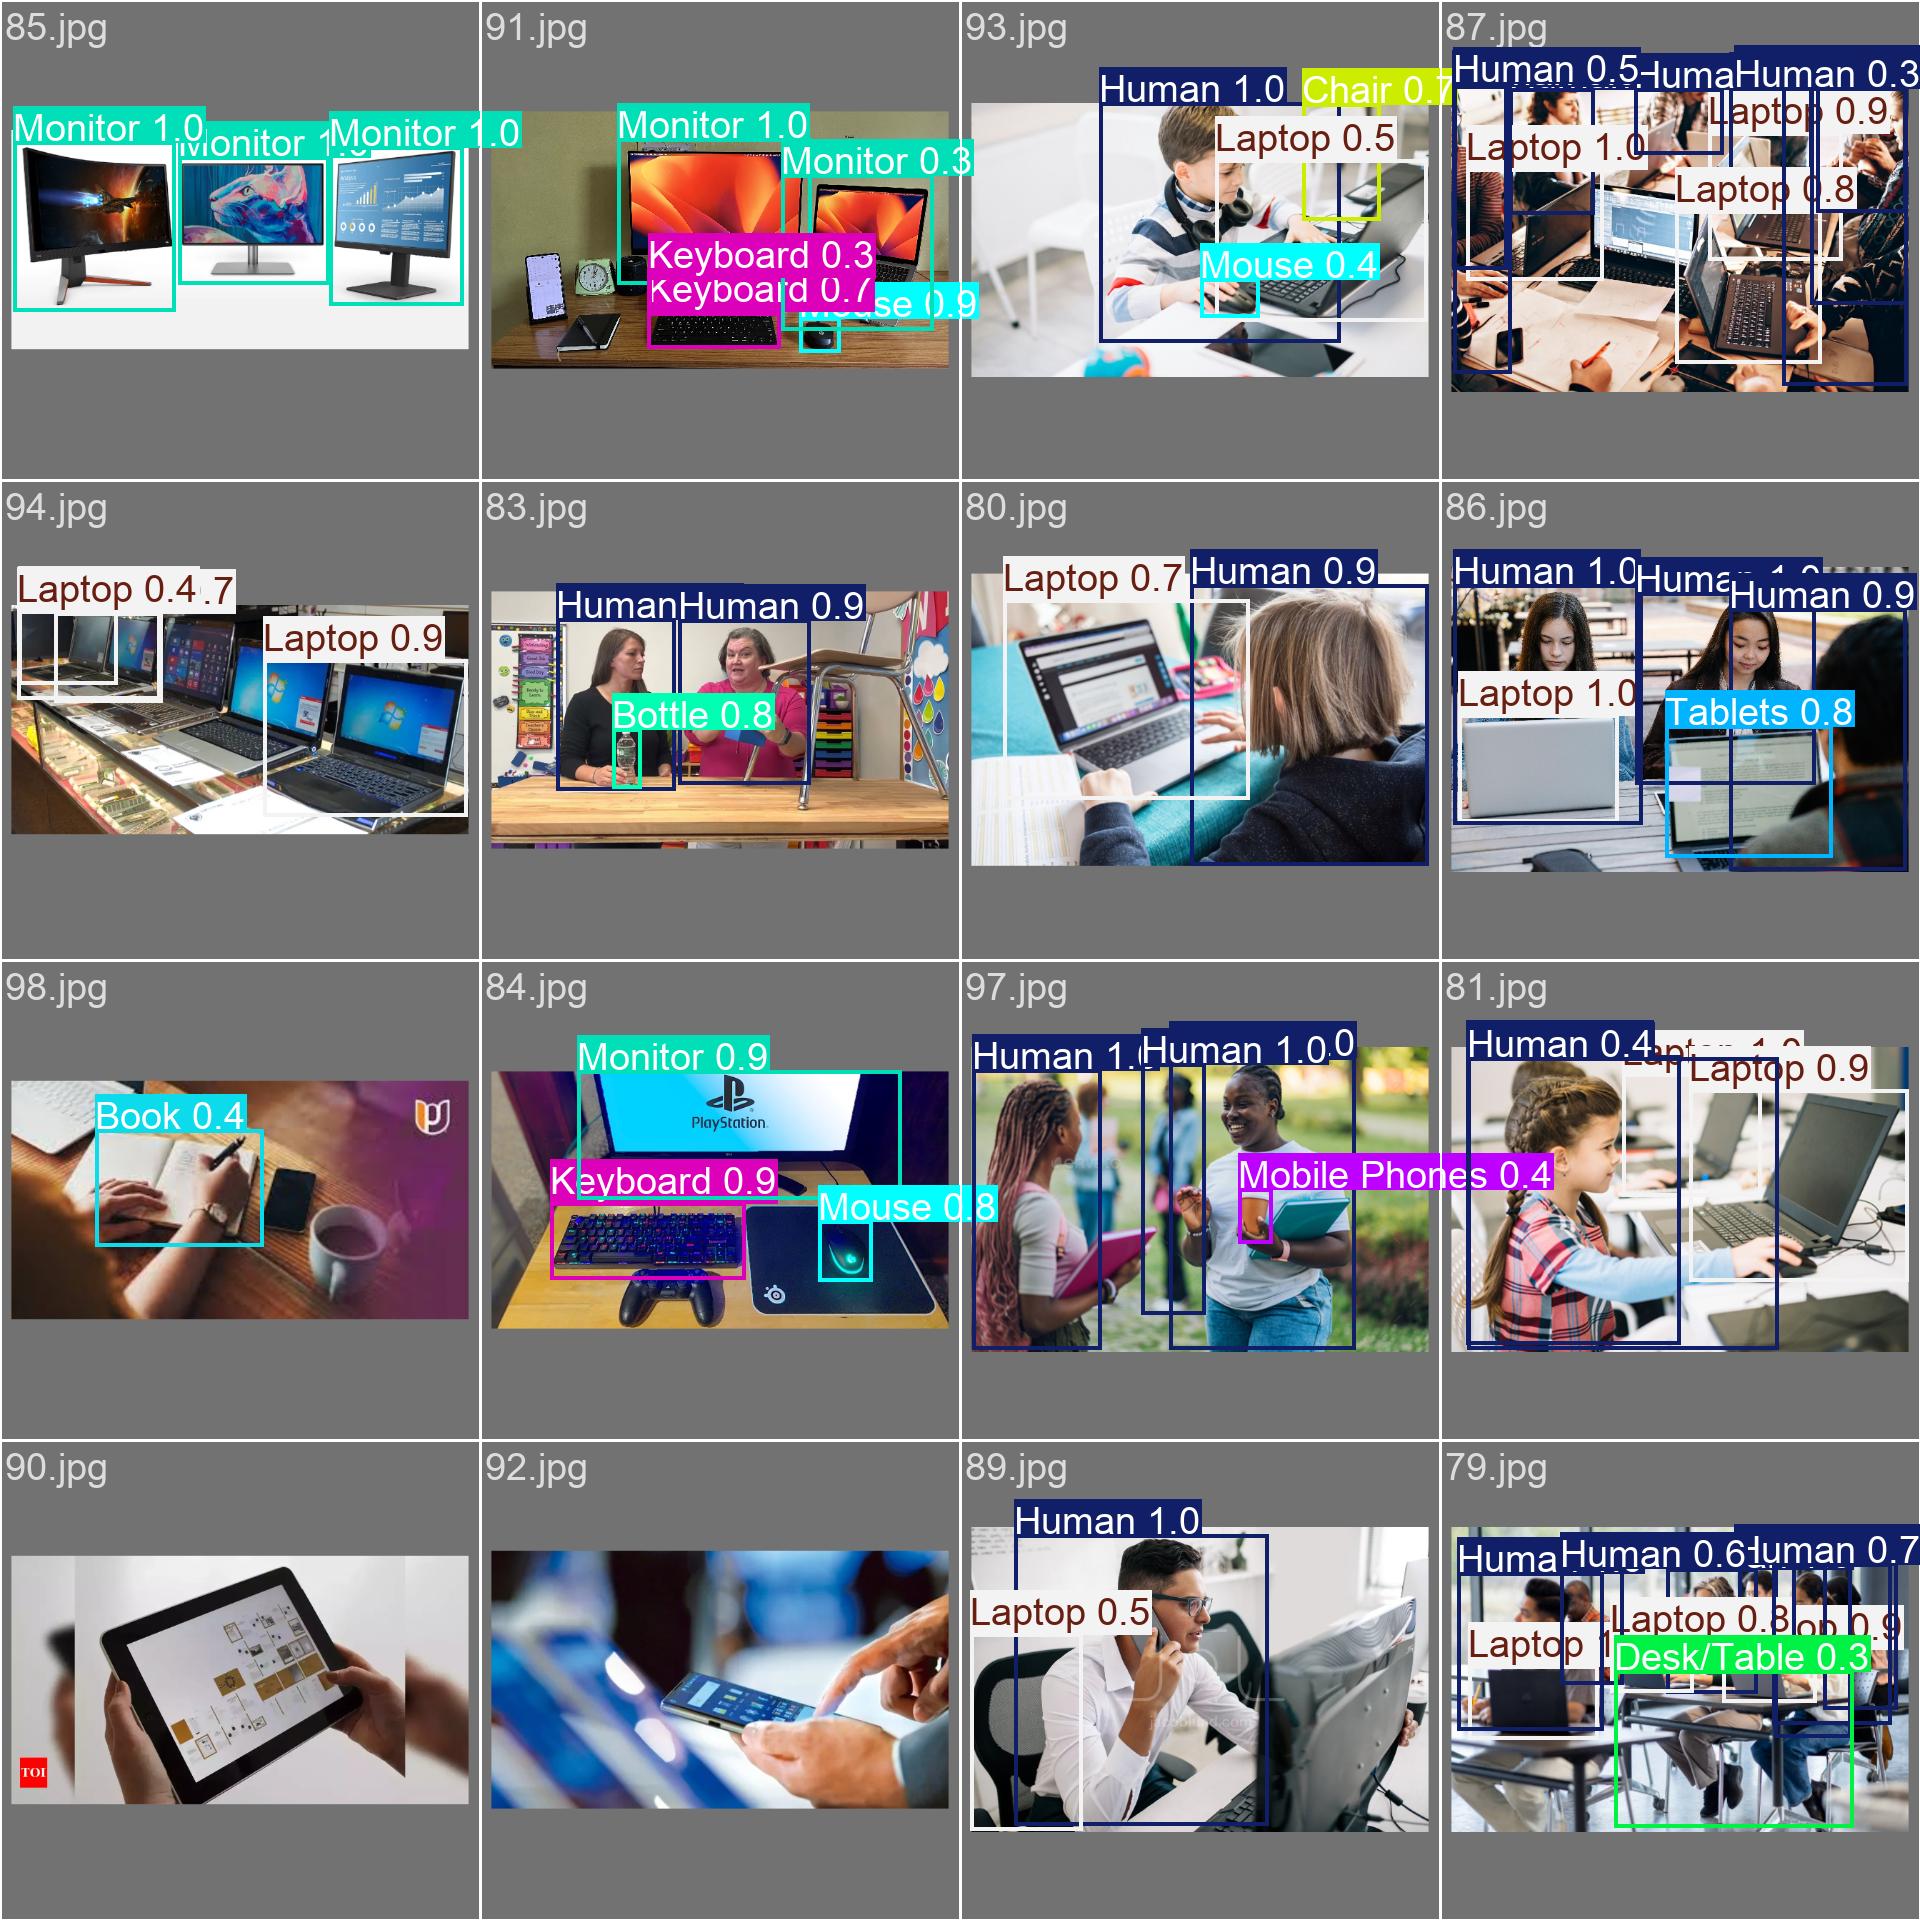 85.jpg
91.jpg
93.jpg
87.jpg
Monitor 1.0
Monitor 1.0
Monitor 1.0
Monitor 1.0
Monitor 0.3
Keyboard 0.3
Keyboard 0.7
Mouse 0.9
Human 1.0
Chair 0.7
Laptop 0.5
Mouse 0.4
Human 0.5
Huma
Human 0.3
Laptop 0.9
Laptop 1.0
Laptop 0.8
94.jpg
83.jpg
80.jpg
86.jpg
Laptop 0.4
.7
Laptop 0.9
Human
Human 0.9
Bottle 0.8
Laptop 0.7
Human 0.9
Human 1.0
Huma
Human 0.9
Laptop 1.0
Tablets 0.8
98.jpg
84.jpg
97.jpg
81.jpg
Book 0.4
Monitor 0.9
PlayStation
Keyboard 0.9
Mouse 0.8
Human 1.0
Human 1.0
.0
Mobile Phones 0.4
Human 0.4
Laptop 1.0
Laptop 0.9
90.jpg
92.jpg
89.jpg
79.jpg
TOI
Human 1.0
Laptop 0.5
Huma
Human 0.6
Human 0.7
Laptop 0.8
op 0.9
Laptop 1
Desk/Table 0.3